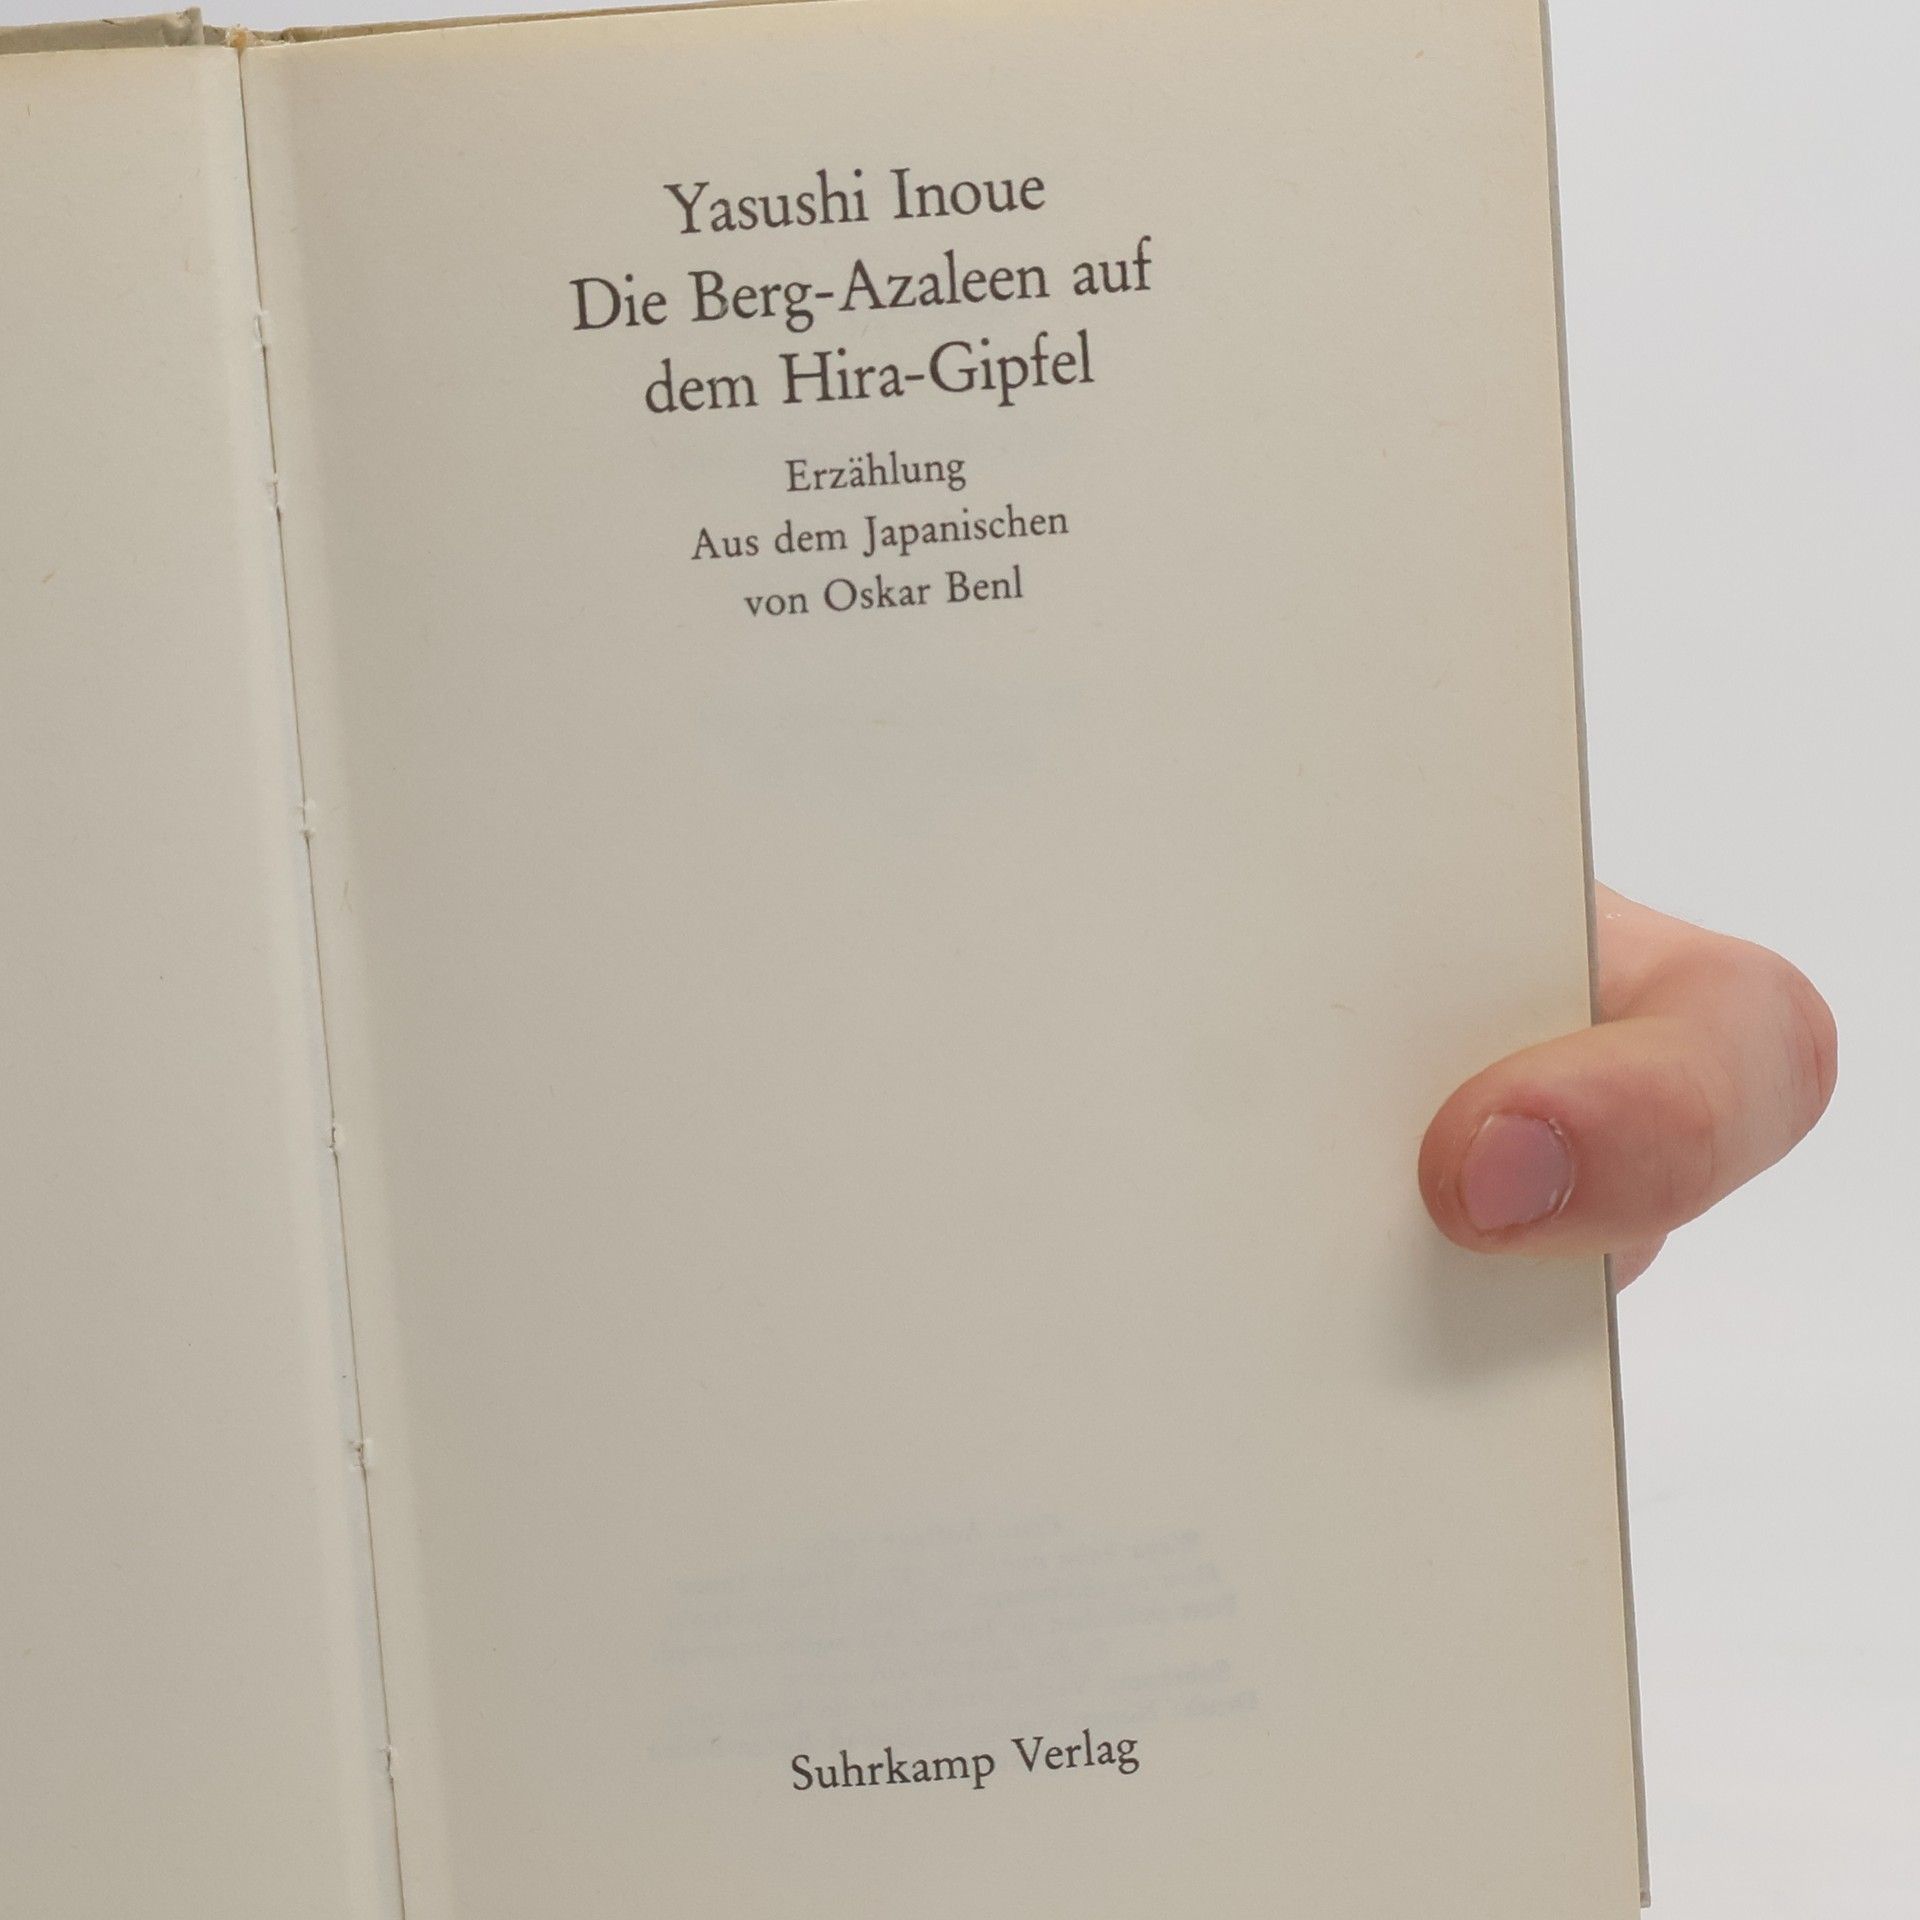 Yasushi Inoue
Die Berg-Azaleen auf
dem Hira-Gipfel
Erzählung
Aus dem Japanischen
von Oskar Benl
Suhrkamp Verlag